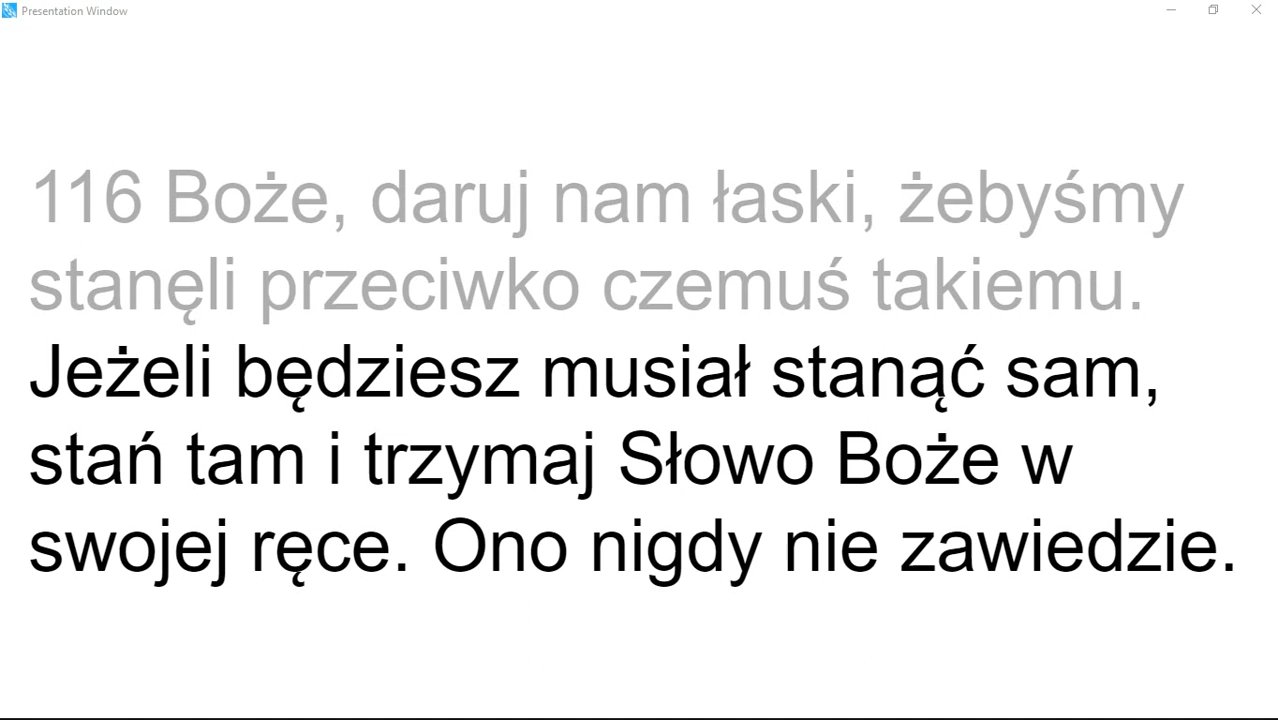 Presentation Window
116 Boże, daruj nam łaski, żebyśmy
stanęli przeciwko czemuś takiemu.
Jeżeli będziesz musiał stanąć sam,
stań tam i trzymaj Słowo Boże w
swojej ręce. Ono nigdy nie zawiedzie.